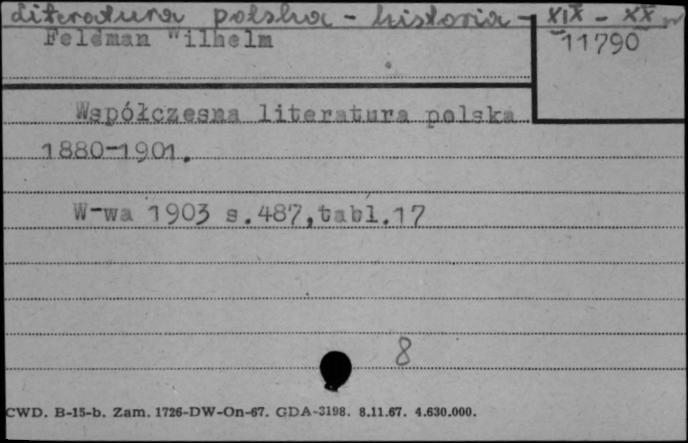 Literatura polska - historia - XIX - XX w
Feldman Wilhelm
11790
Współczesna literatura polska
1880-1901.
W-wa 1903 s.487,tabl.17
8
CWD. B-15-b. Zam. 1726-DW-On-67. GDA-3198. 8.11.67. 4.630.000.